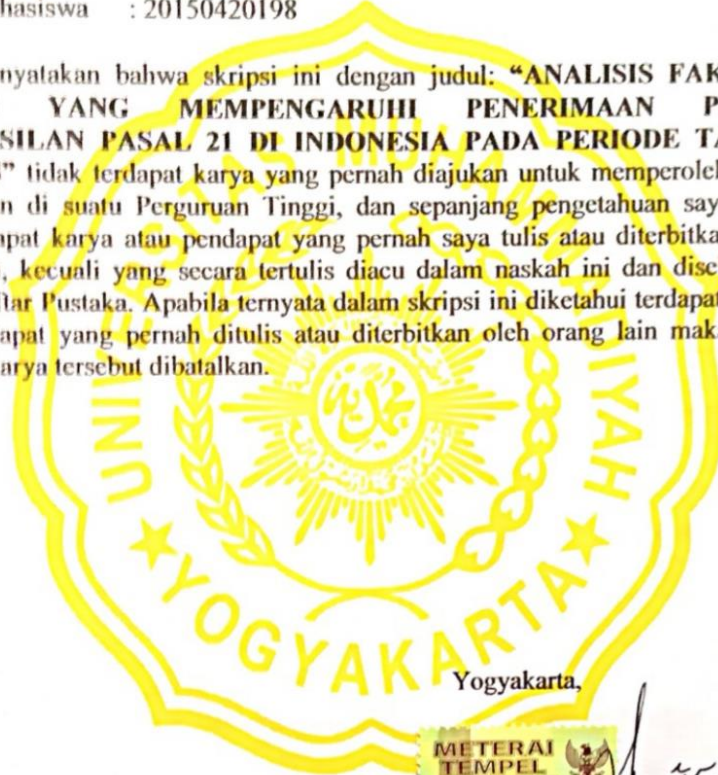 hasiswa : 20150420198
nyatakan bahwa skripsi ini dengan judul: “ANALISIS FAK
YANG MEMPENGARUHI PENERIMAAN P
SILAN PASAL 21 DI INDONESIA PADA PERIODE TA
” tidak terdapat karya yang pernah diajukan untuk memperoleh
n di suatu Perguruan Tinggi, dan sepanjang pengetahuan say
apat karya atau pendapat yang pernah saya tulis atau diterbitka
, kecuali yang secara tertulis diacu dalam naskah ini dan dise
tar Pustaka. Apabila ternyata dalam skripsi ini diketahui terdapat
apat yang pernah ditulis atau diterbitkan oleh orang lain mak
arya tersebut dibatalkan.
UNIVERSITAS MUHAMMADIYAH
★ YOGYAKARTA ★
Yogyakarta,
METERAI
TEMPEL